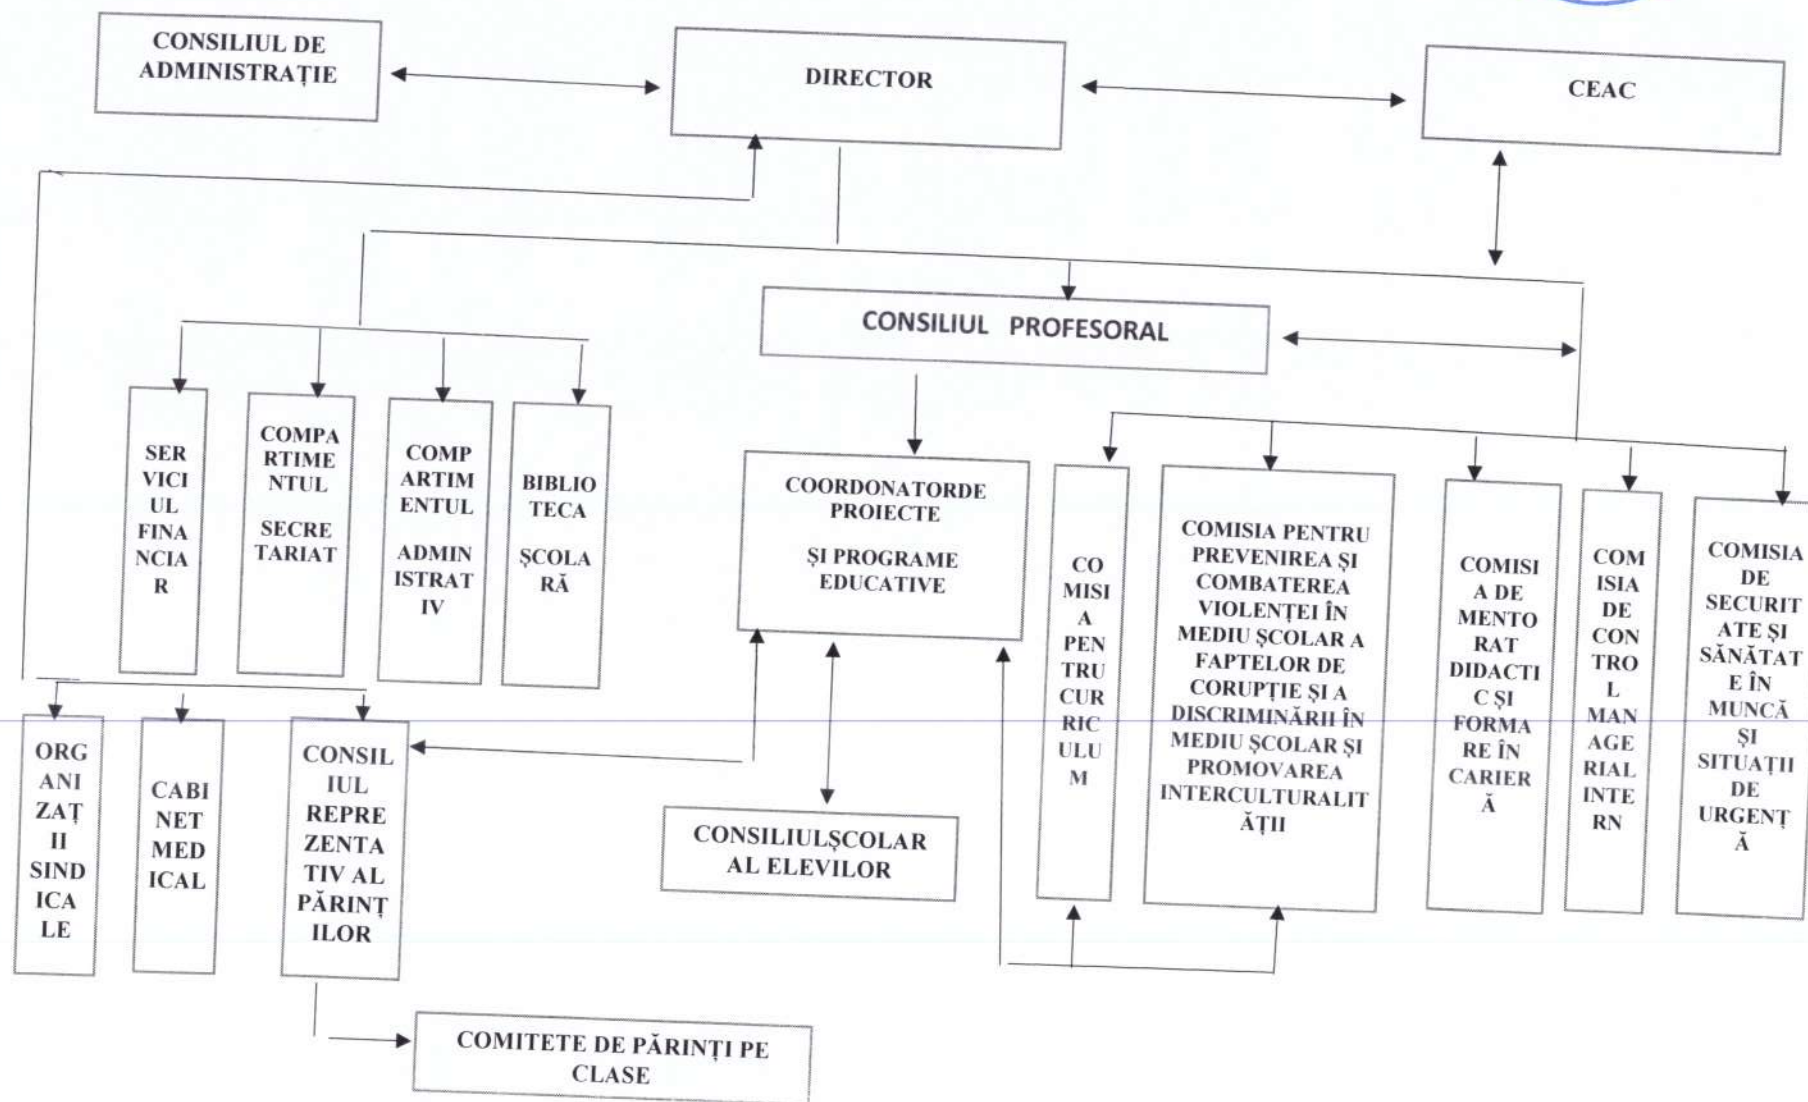 CONSILIUL DE
ADMINISTRAȚIE
DIRECTOR
CEAC
CONSILIUL PROFESORAL
SER
VICI
UL
FINA
NCIA
R
COMPA
RTIME
NTUL
SECRE
TARIAT
COMP
ARTIM
ENTUL
ADMIN
ISTRAT
IV
BIBLIO
TECA
ȘCOLA
RĂ
COORDONATORDE
PROIECTE
ȘI PROGRAME
EDUCATIVE
CO
MISI
A
PEN
TRU
CUR
RIC
ULU
M
COMISIA PENTRU
PREVENIREA ȘI
COMBATEREA
VIOLENȚEI ÎN
MEDIU ȘCOLAR A
FAPTELOR DE
CORUPȚIE ȘI A
DISCRIMINĂRII ÎN
MEDIU ȘCOLAR ȘI
PROMOVAREA
INTERCULTURALIT
ĂȚII
COMISI
A DE
MENTO
RAT
DIDACTI
C ȘI
FORMA
RE ÎN
CARIER
Ă
COM
ISIA
DE
CON
TRO
L
MAN
AGE
RIAL
INTE
RN
COMISIA
DE
SECURIT
ATE ȘI
SĂNĂTAT
E ÎN
MUNCĂ
ȘI
SITUAȚII
DE
URGENȚ
Ă
ORG
ANI
ZAȚ
II
SIND
ICA
LE
CABI
NET
MED
ICAL
CONSIL
IUL
REPRE
ZENTA
TIV AL
PĂRINȚ
ILOR
CONSILIULȘCOLAR
AL ELEVILOR
COMITETE DE PĂRINȚI PE
CLASE